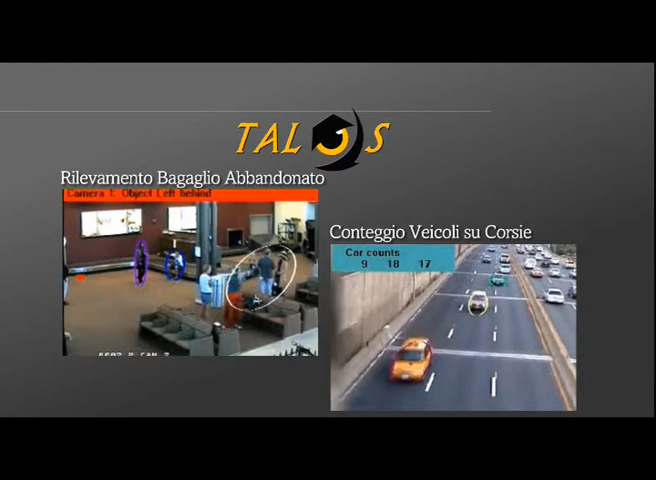 TALOS
Rilevamento Bagaglio Abbandonato
Camera 1: Object Left behind
Conteggio Veicoli su Corsie
Car counts
9 18 17